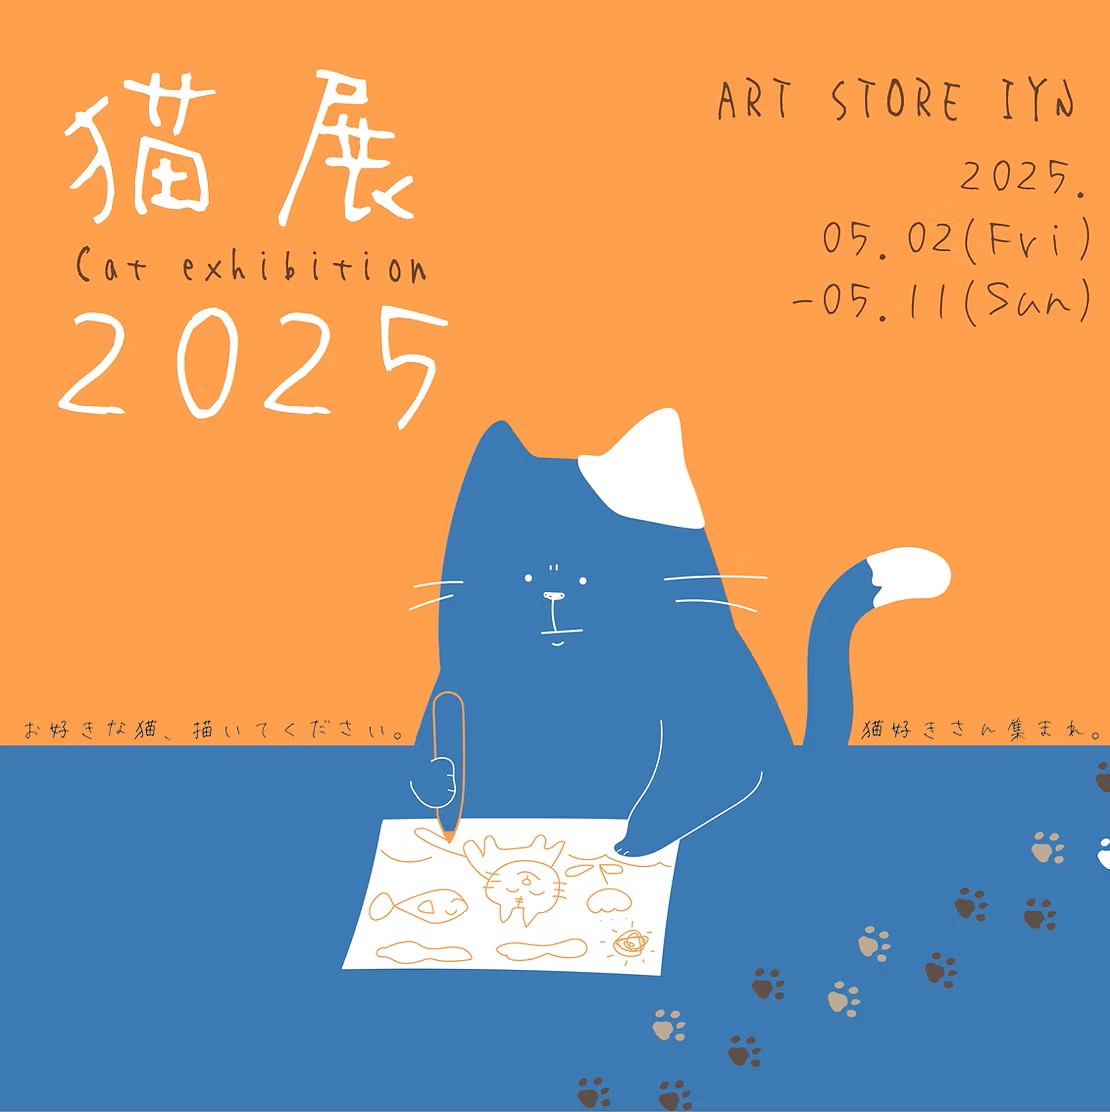 猫展
Cat exhibition
2025
ART STORE IYN
2025.
05.02(Fri)
-05.11(Sun)
お好きな猫、描いてください。
猫好きさん集まれ。